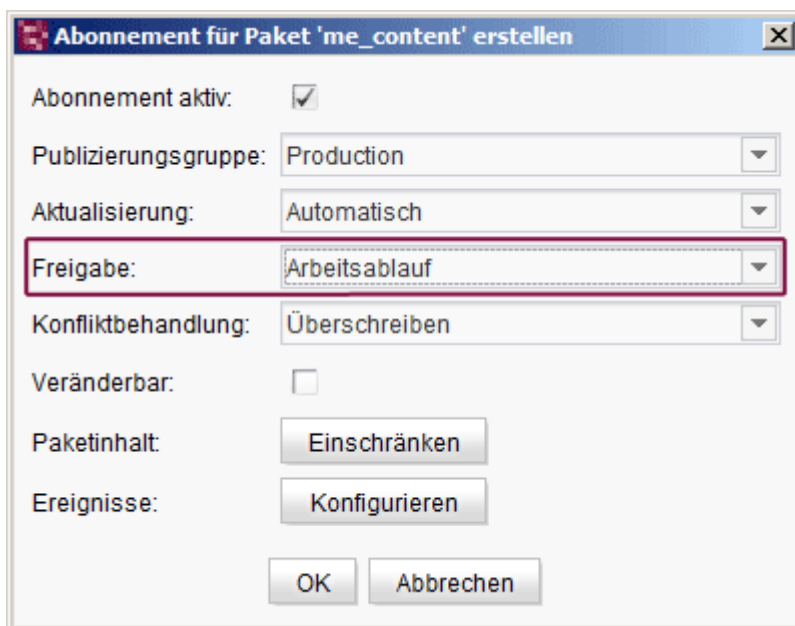 Abonnement für Paket 'me_content' erstellen
Abonnement aktiv:
Publizierungsgruppe: Production
Aktualisierung: Automatisch
Freigabe: Arbeitsablauf
Konfliktbehandlung: Überschreiben
Veränderbar:
Paketinhalt: Einschränken
Ereignisse: Konfigurieren
OK Abbrechen